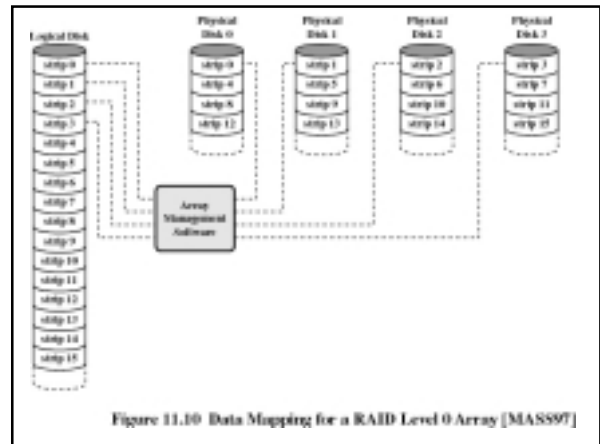 Logical Disk
strip 0
strip 1
strip 2
strip 3
strip 4
strip 5
strip 6
strip 7
strip 8
strip 9
strip 10
strip 11
strip 12
strip 13
strip 14
strip 15
Physical
Disk 0
strip 0
strip 4
strip 8
strip 12
Physical
Disk 1
strip 1
strip 5
strip 9
strip 13
Physical
Disk 2
strip 2
strip 6
strip 10
strip 14
Physical
Disk 3
strip 3
strip 7
strip 11
strip 15
Array
Management
Software
Figure 11.10 Data Mapping for a RAID Level 0 Array [MASS97]